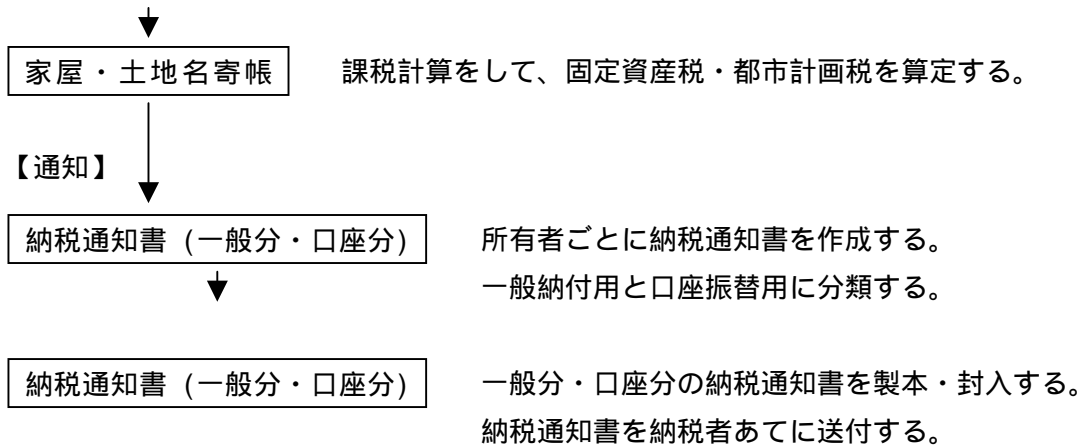 家屋・土地名寄帳　課税計算をして、固定資産税・都市計画税を算定する。
【通知】
納税通知書 (一般分・口座分)　所有者ごとに納税通知書を作成する。
一般納付用と口座振替用に分類する。
納税通知書 (一般分・口座分)　一般分・口座分の納税通知書を製本・封入する。
納税通知書を納税者あてに送付する。